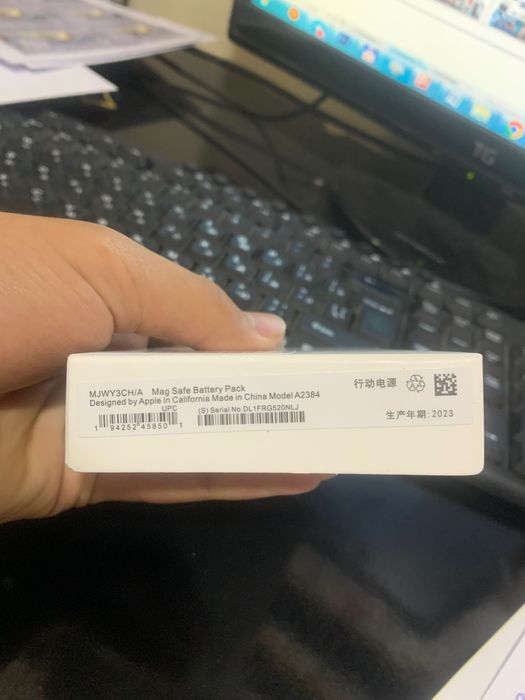 MJWY3CH/A Mag Safe Battery Pack
Designed by Apple in California Made in China Model A2384
UPC (S) Serial No.DL1FRG520NLJ
1 94252 45850 1
行动电源
生产年期:2023
TG